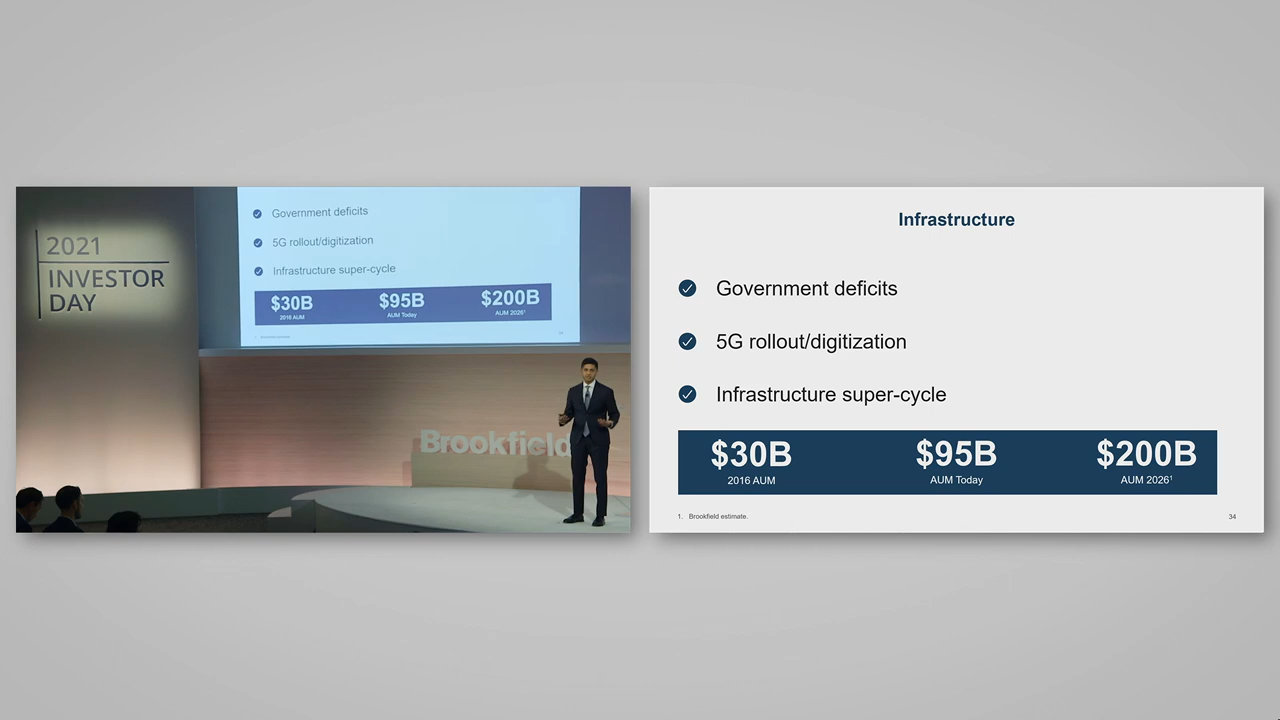 2021
INVESTOR
DAY
Government deficits
5G rollout/digitization
Infrastructure super-cycle
$30B $95B $200B
2016 AUM AUM Today AUM 2026¹
Brookfield
Infrastructure
Government deficits
5G rollout/digitization
Infrastructure super-cycle
$30B $95B $200B
2016 AUM AUM Today AUM 2026¹
1. Brookfield estimate. 34